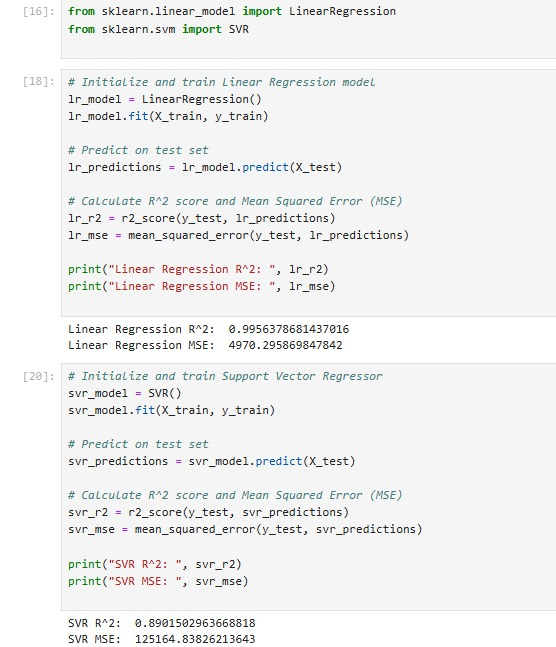 [16]: from sklearn.linear_model import LinearRegression
from sklearn.svm import SVR
[18]: # Initialize and train Linear Regression model
lr_model = LinearRegression()
lr_model.fit(X_train, y_train)
# Predict on test set
lr_predictions = lr_model.predict(X_test)
# Calculate R^2 score and Mean Squared Error (MSE)
lr_r2 = r2_score(y_test, lr_predictions)
lr_mse = mean_squared_error(y_test, lr_predictions)
print("Linear Regression R^2: ", lr_r2)
print("Linear Regression MSE: ", lr_mse)
Linear Regression R^2:  0.9956378681437016
Linear Regression MSE:  4970.295869847842
[20]: # Initialize and train Support Vector Regressor
svr_model = SVR()
svr_model.fit(X_train, y_train)
# Predict on test set
svr_predictions = svr_model.predict(X_test)
# Calculate R^2 score and Mean Squared Error (MSE)
svr_r2 = r2_score(y_test, svr_predictions)
svr_mse = mean_squared_error(y_test, svr_predictions)
print("SVR R^2: ", svr_r2)
print("SVR MSE: ", svr_mse)
SVR R^2:  0.8901502963668818
SVR MSE:  125164.83826213643